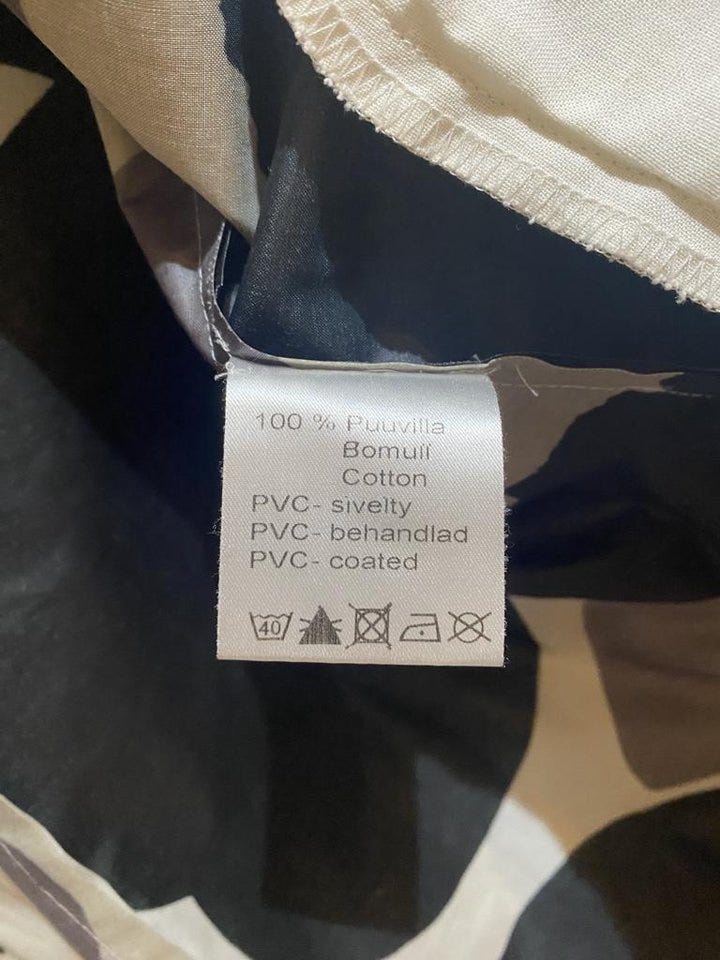 100 % Puuvilla
Bomull
Cotton
PVC- sivelty
PVC- behandlad
PVC- coated
40